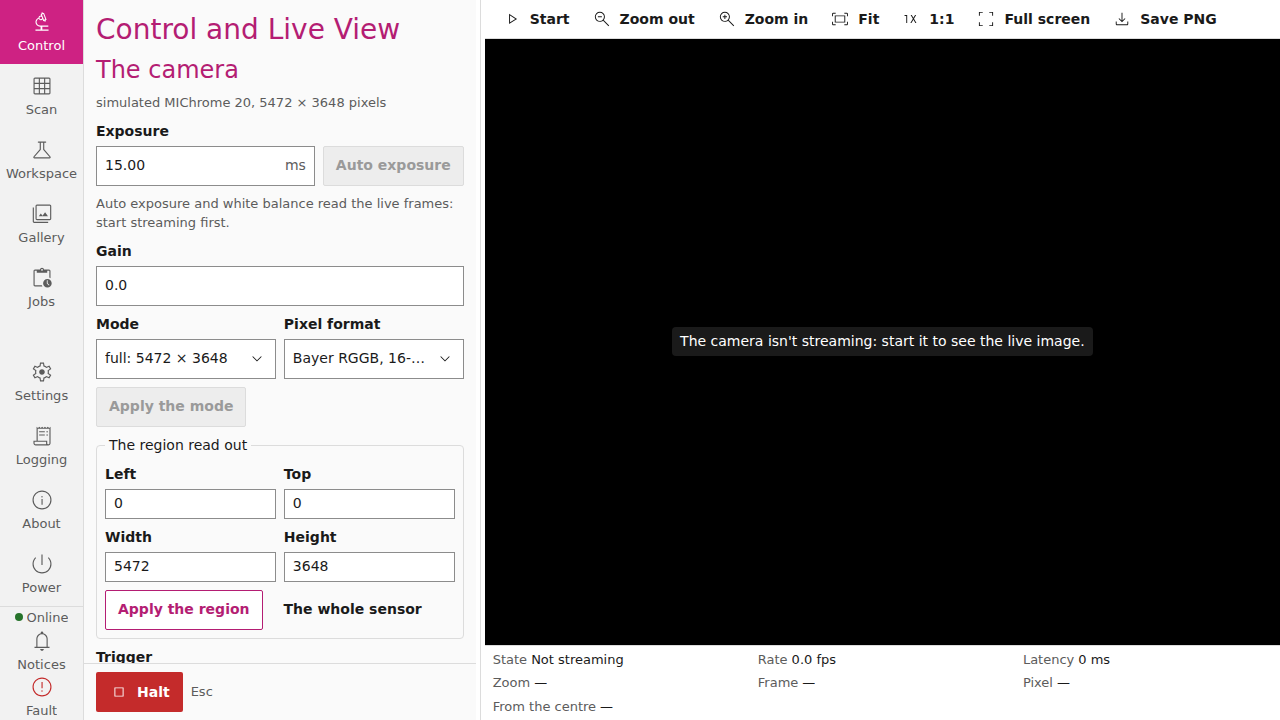 Control
Scan
Workspace
Gallery
Jobs
Settings
Logging
About
Power
Online
Notices
Fault
Control and Live View
The camera
simulated MIChrome 20, 5472 × 3648 pixels
Exposure
15.00 ms
Auto exposure
Auto exposure and white balance read the live frames:
start streaming first.
Gain
0.0
Mode Pixel format
full: 5472 × 3648 Bayer RGGB, 16-...
Apply the mode
The region read out
Left Top
0 0
Width Height
5472 3648
Apply the region The whole sensor
Trigger
Halt Esc
Start Zoom out Zoom in Fit 1X 1:1 Full screen Save PNG
The camera isn't streaming: start it to see the live image.
State Not streaming Rate 0.0 fps Latency 0 ms
Zoom — Frame — Pixel —
From the centre —